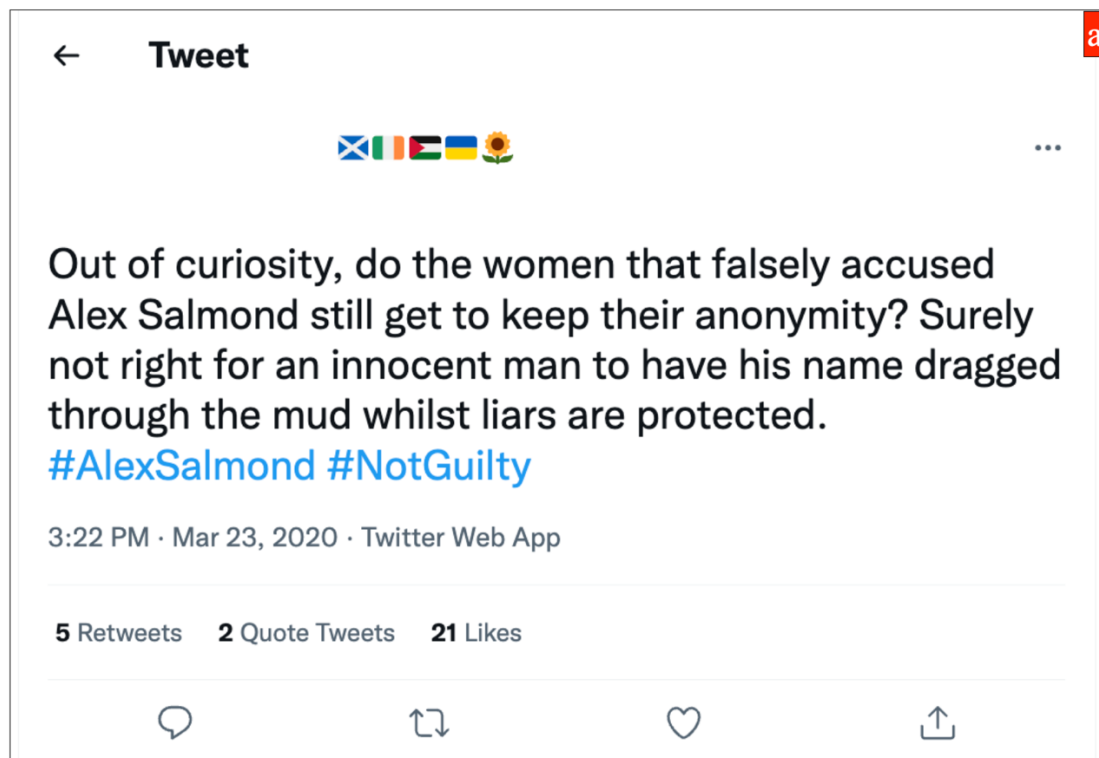 Tweet
a
Out of curiosity, do the women that falsely accused
Alex Salmond still get to keep their anonymity? Surely
not right for an innocent man to have his name dragged
through the mud whilst liars are protected.
#AlexSalmond #NotGuilty
3:22 PM · Mar 23, 2020 · Twitter Web App
5 Retweets 2 Quote Tweets 21 Likes